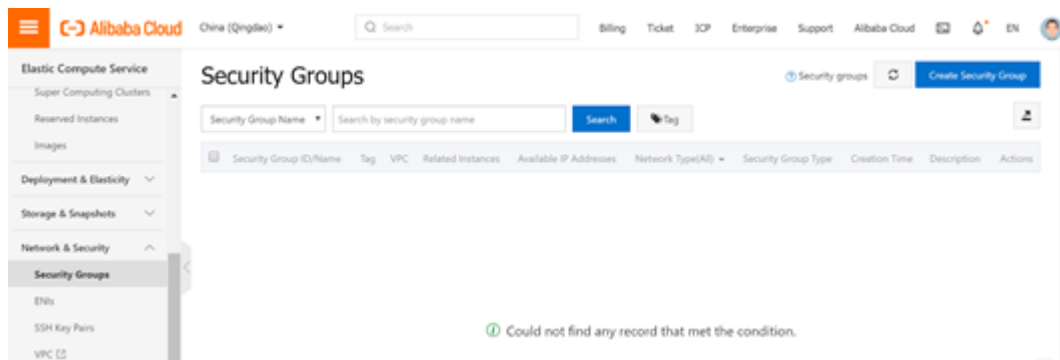 Alibaba Cloud China (Qingdao) Search Billing Ticket ICP Enterprise Support Alibaba Cloud EN
Elastic Compute Service
Super Computing Clusters
Reserved Instances
Images
Deployment & Elasticity
Storage & Snapshots
Network & Security
Security Groups
ENIs
SSH Key Pairs
VPC
Security Groups
Security groups Create Security Group
Security Group Name Search by security group name Search Tag
Security Group ID/Name Tag VPC Related Instances Available IP Addresses Network Type(All) Security Group Type Creation Time Description Actions
Could not find any record that met the condition.